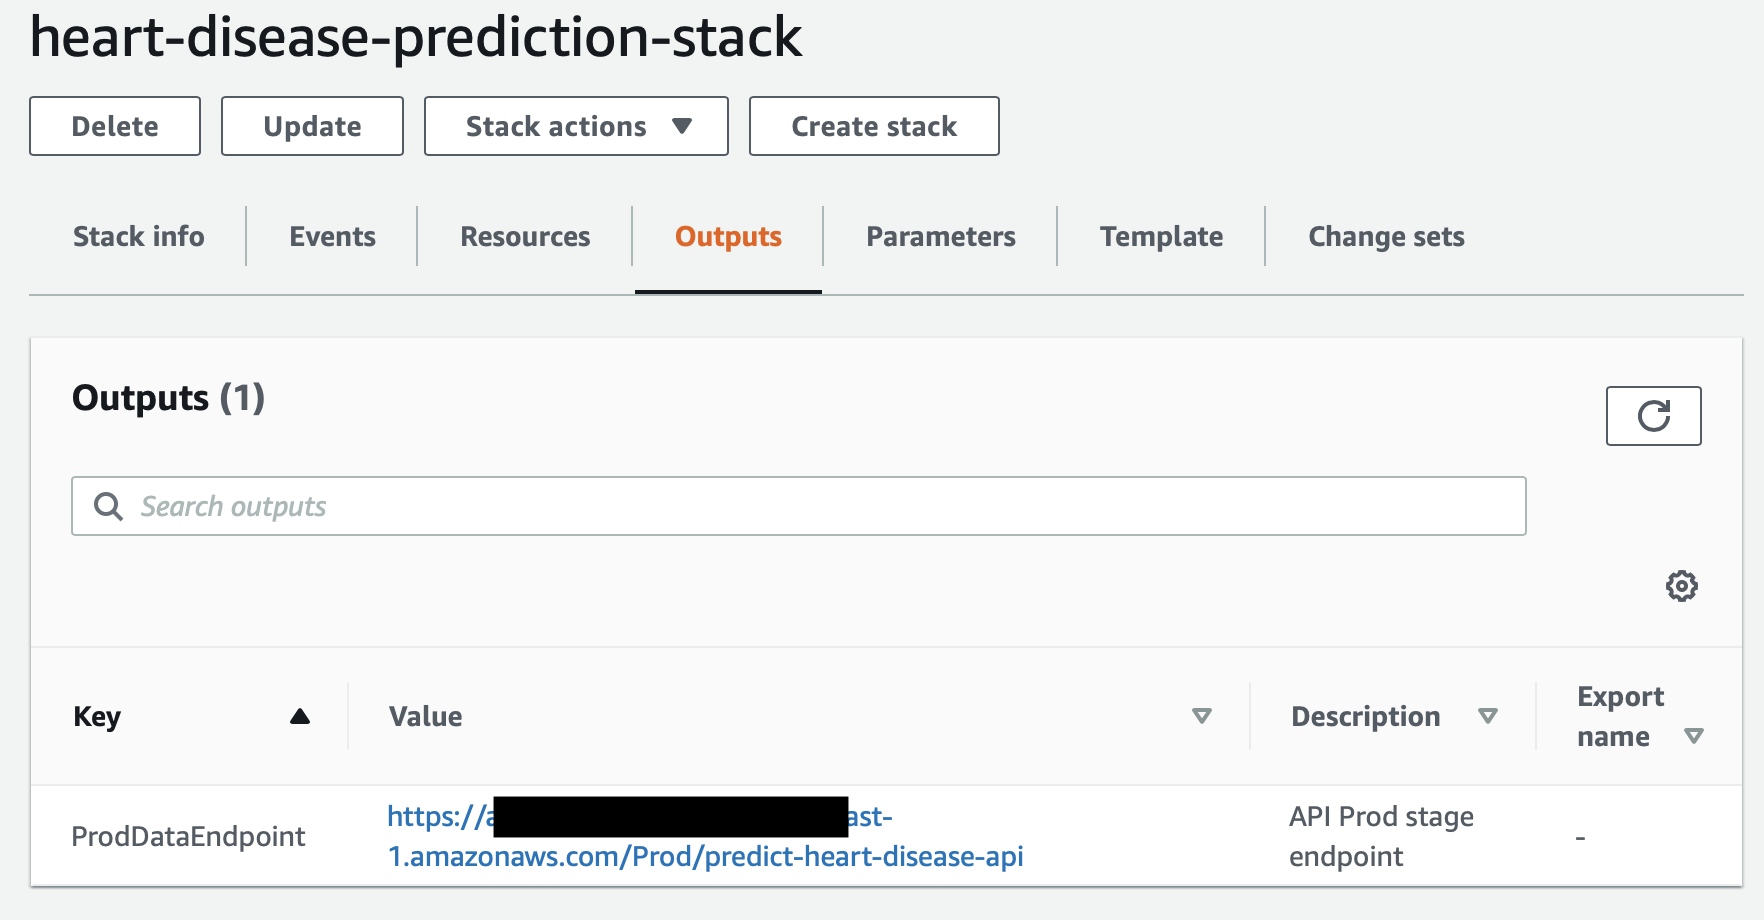 heart-disease-prediction-stack
Delete Update Stack actions Create stack
Stack info Events Resources Outputs Parameters Template Change sets
Outputs (1)
Search outputs
Key Value Description Export name
ProdDataEndpoint
https://a
ast-
1.amazonaws.com/Prod/predict-heart-disease-api
API Prod stage
endpoint
-